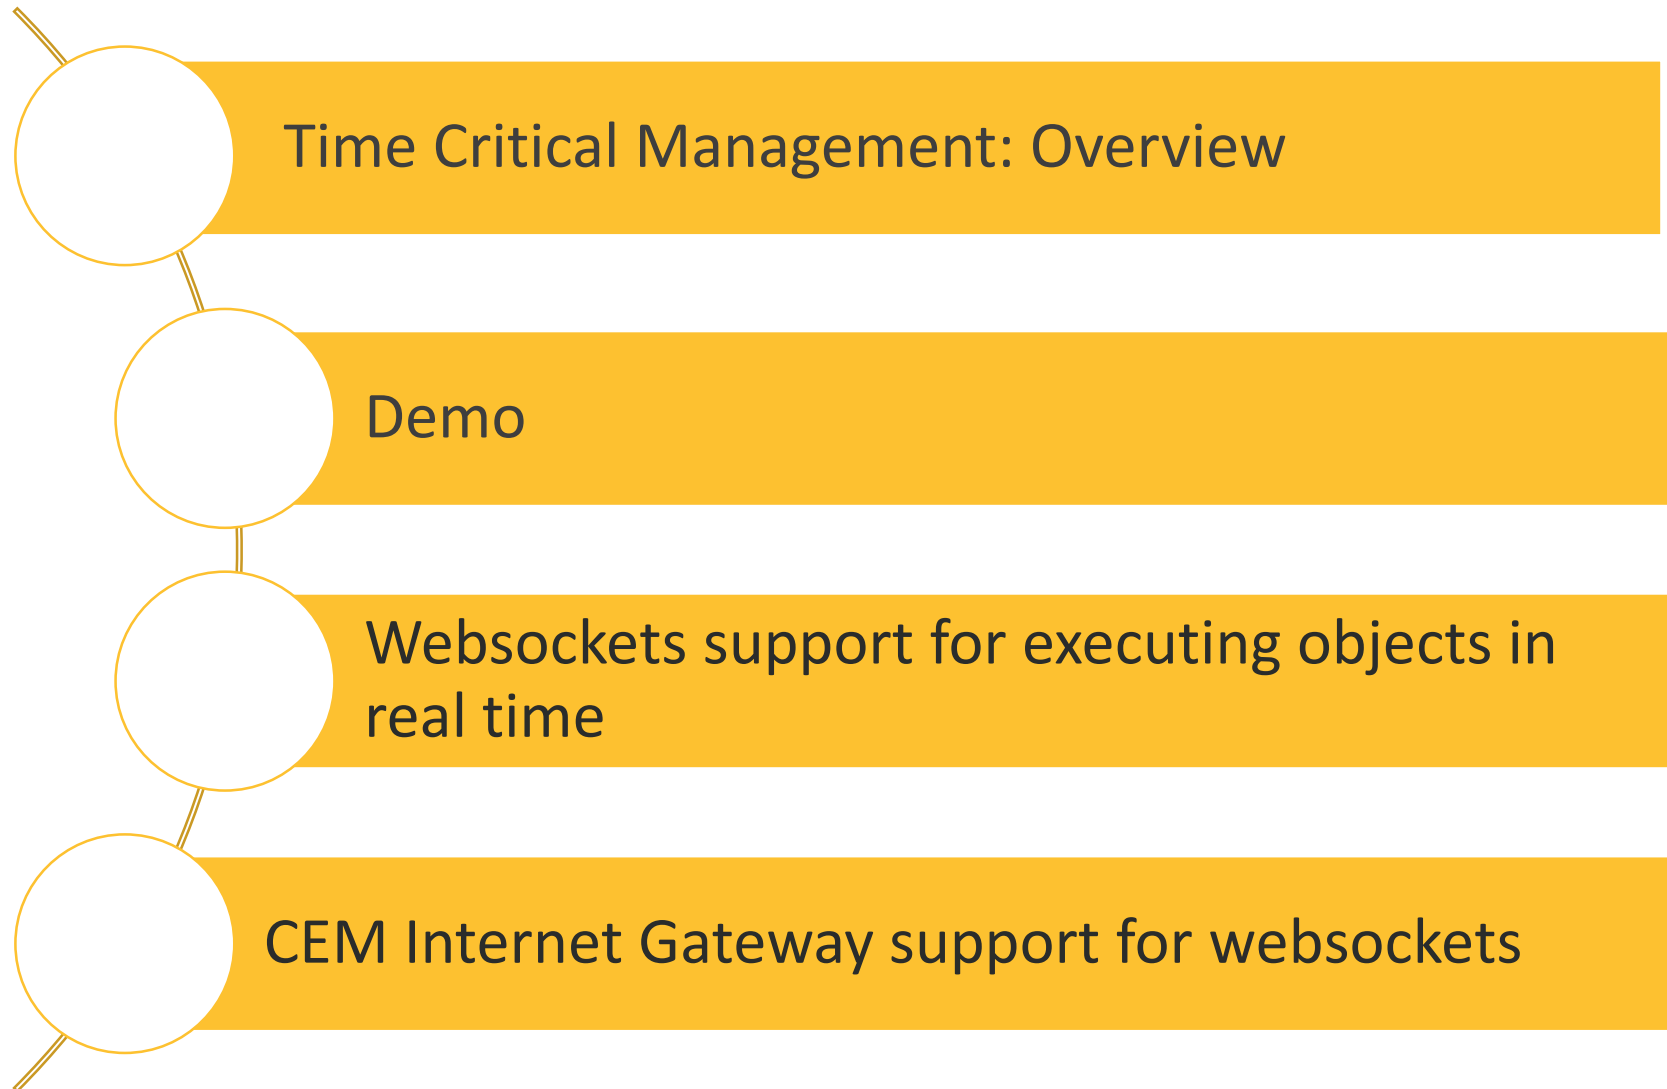 Time Critical Management: Overview
Demo
Websockets support for executing objects in
real time
CEM Internet Gateway support for websockets